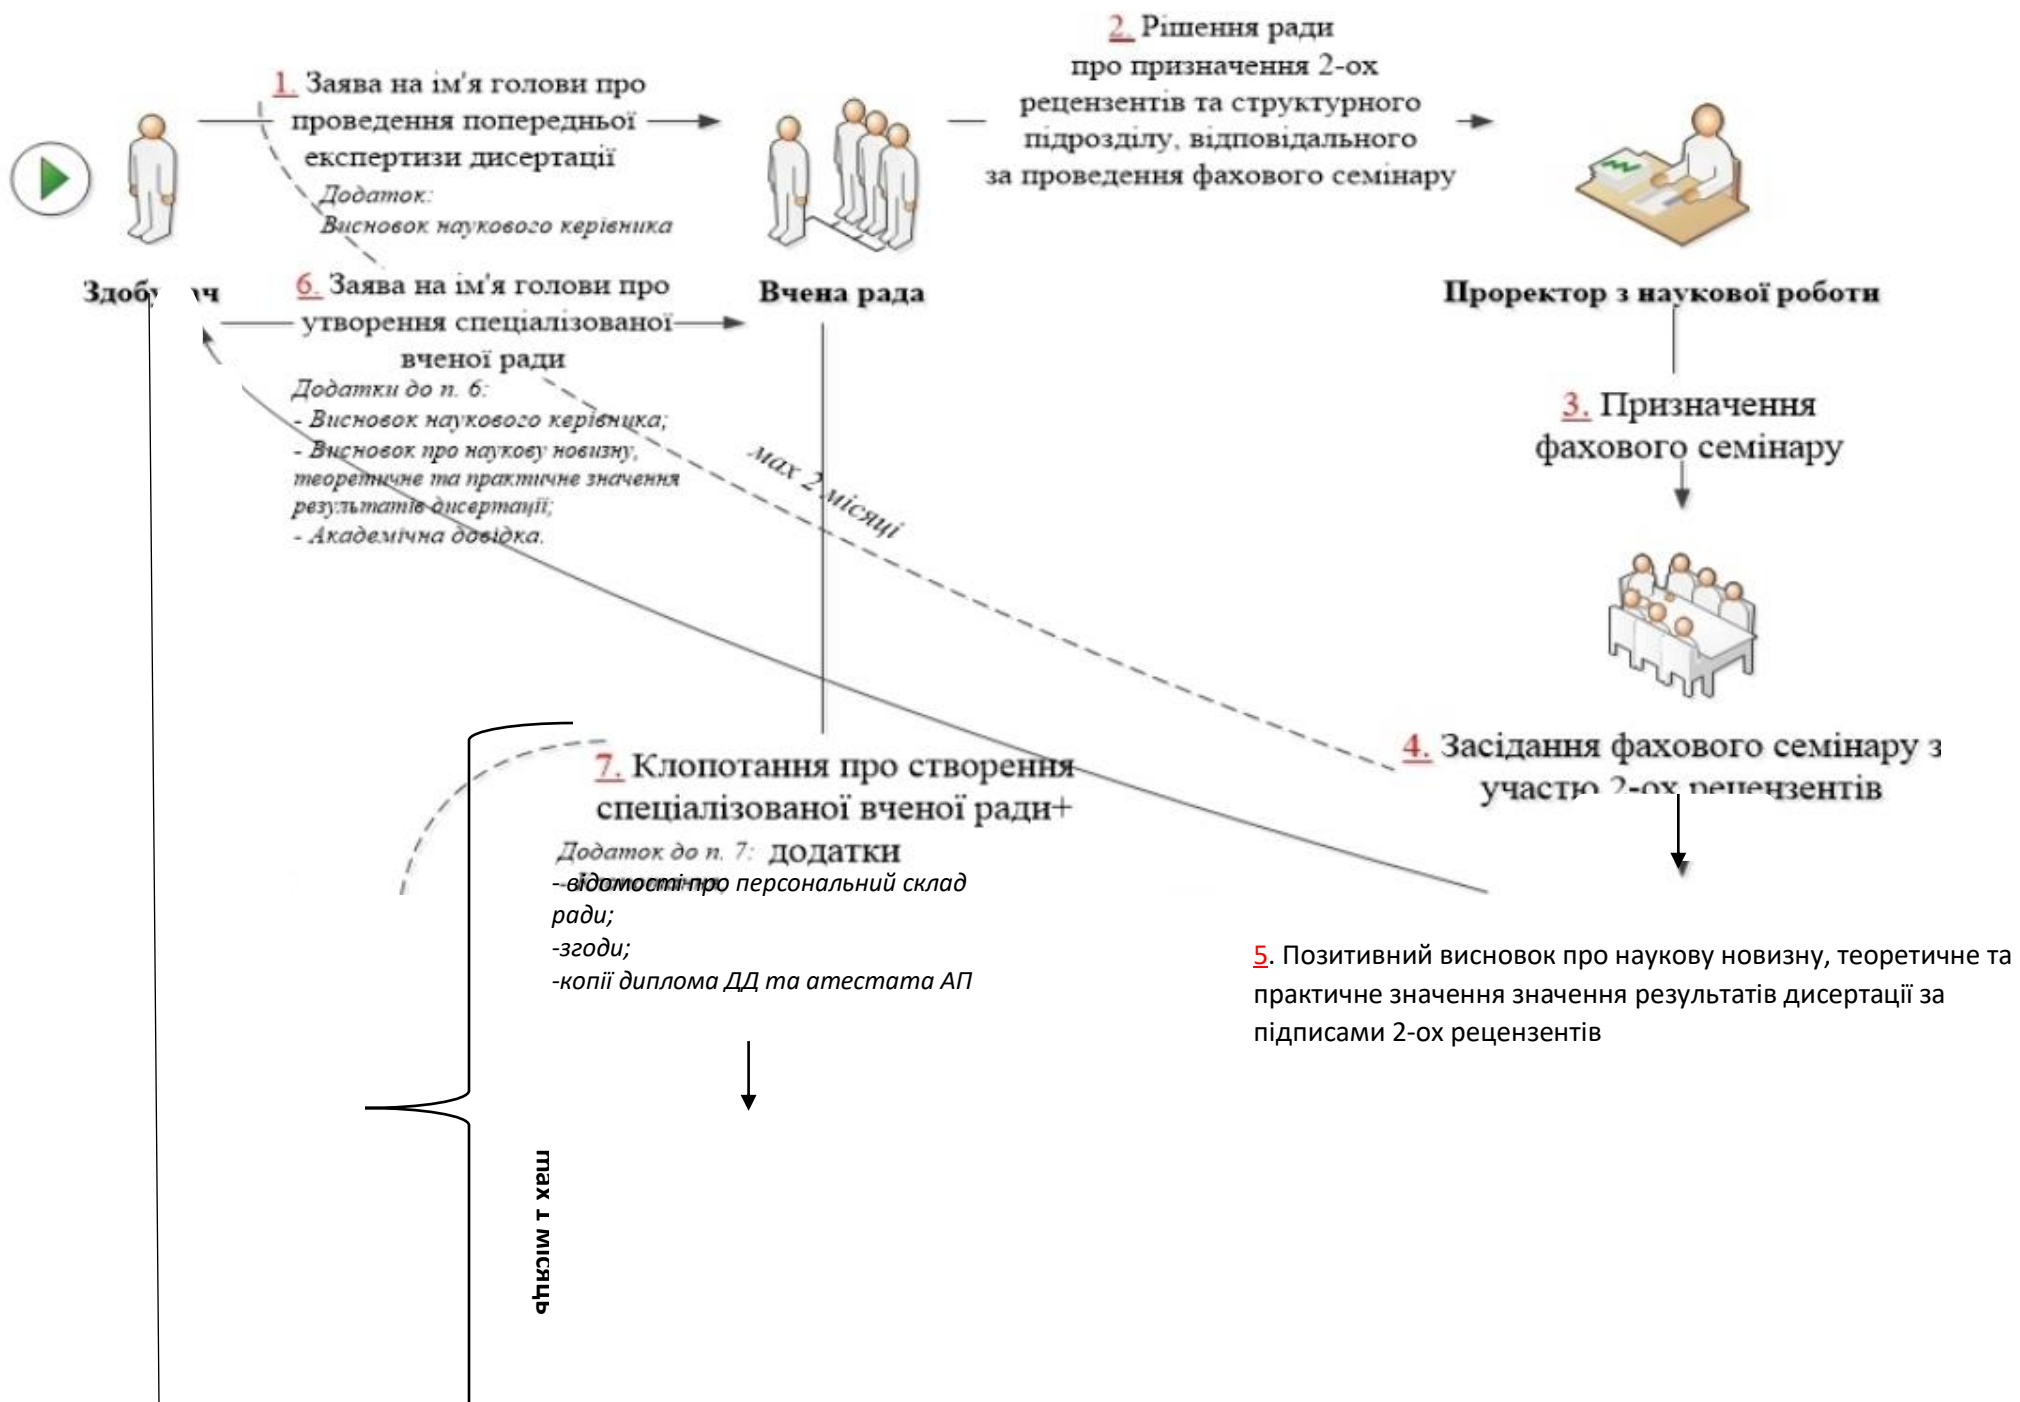 1. Заява на ім'я голови про
проведення попередньої
експертизи дисертації
Додаток:
Висновок наукового керівника
2. Рішення ради
про призначення 2-ох
рецензентів та структурного
підрозділу, відповідального
за проведення фахового семінару
Вчена рада
Проректор з наукової роботи
6. Заява на ім'я голови про
утворення спеціалізованої
вченої ради
Додатки до п. 6:
- Висновок наукового керівника;
- Висновок про наукову новизну,
теоретичне та практичне значення
результатів дисертації;
- Академічна довідка.
max 2 місяці
3. Призначення
фахового семінару
4. Засідання фахового семінару з
участю 2-ох рецензентів
7. Клопотання про створення
спеціалізованої вченої ради+
Додаток до п. 7: додатки
-відомості про персональний склад
ради;
-згоди;
-копії диплома ДД та атестата АП
5. Позитивний висновок про наукову новизну, теоретичне та
практичне значення значення результатів дисертації за
підписами 2-ох рецензентів
max 1 місяць